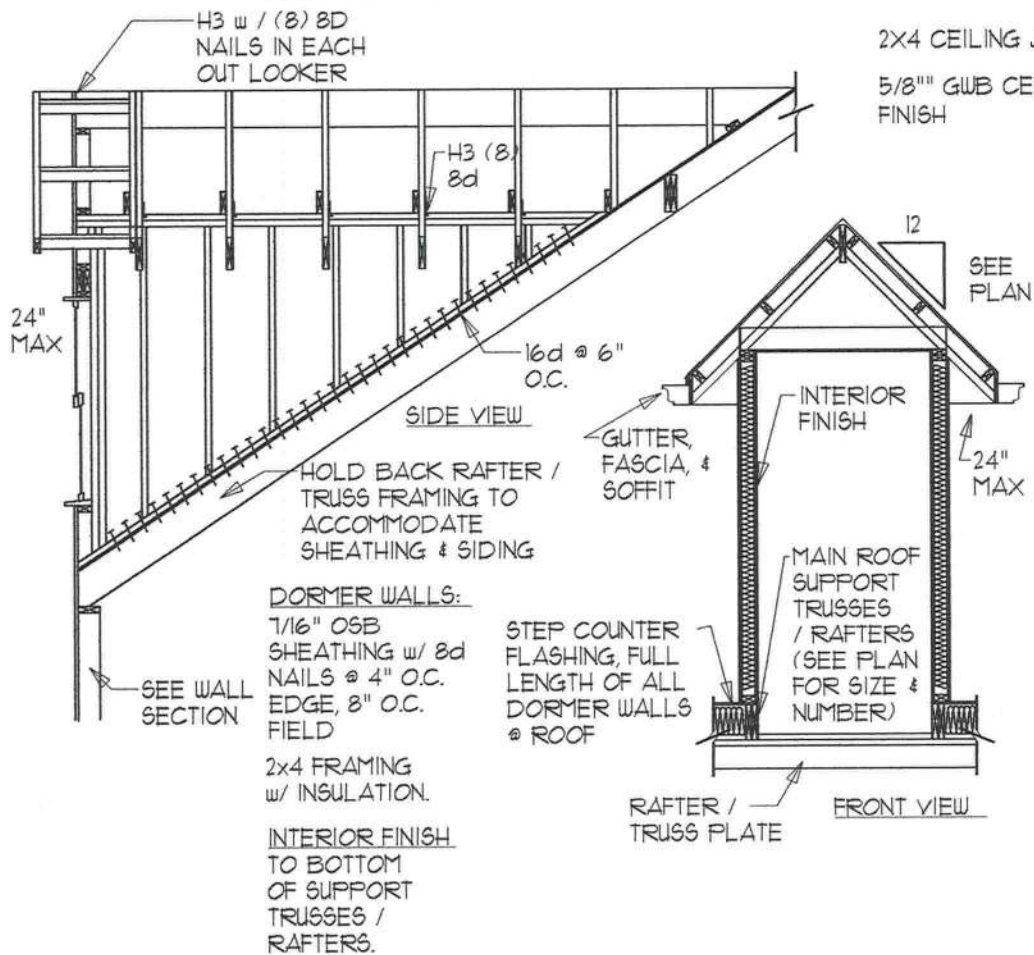 H3 w / (8) 8D
NAILS IN EACH
OUT LOOKER
2X4 CEILING
5/8"" GWB
FINISH
H3 (8)
8d
12
SEE
PLAN
24"
MAX
16d @ 6"
O.C.
SIDE VIEW
INTERIOR
FINISH
GUTTER,
FASCIA, &
SOFFIT
24"
MAX
HOLD BACK RAFTER /
TRUSS FRAMING TO
ACCOMMODATE
SHEATHING & SIDING
DORMER WALLS:
7/16" OSB
SHEATHING w/ 8d
NAILS @ 4" O.C.
EDGE, 8" O.C.
FIELD
2x4 FRAMING
w/ INSULATION.
INTERIOR FINISH
TO BOTTOM
OF SUPPORT
TRUSSES /
RAFTERS.
SEE WALL
SECTION
STEP COUNTER
FLASHING, FULL
LENGTH OF ALL
DORMER WALLS
@ ROOF
MAIN ROOF
SUPPORT
TRUSSES
/ RAFTERS
(SEE PLAN
FOR SIZE &
NUMBER)
RAFTER /
TRUSS PLATE
FRONT VIEW